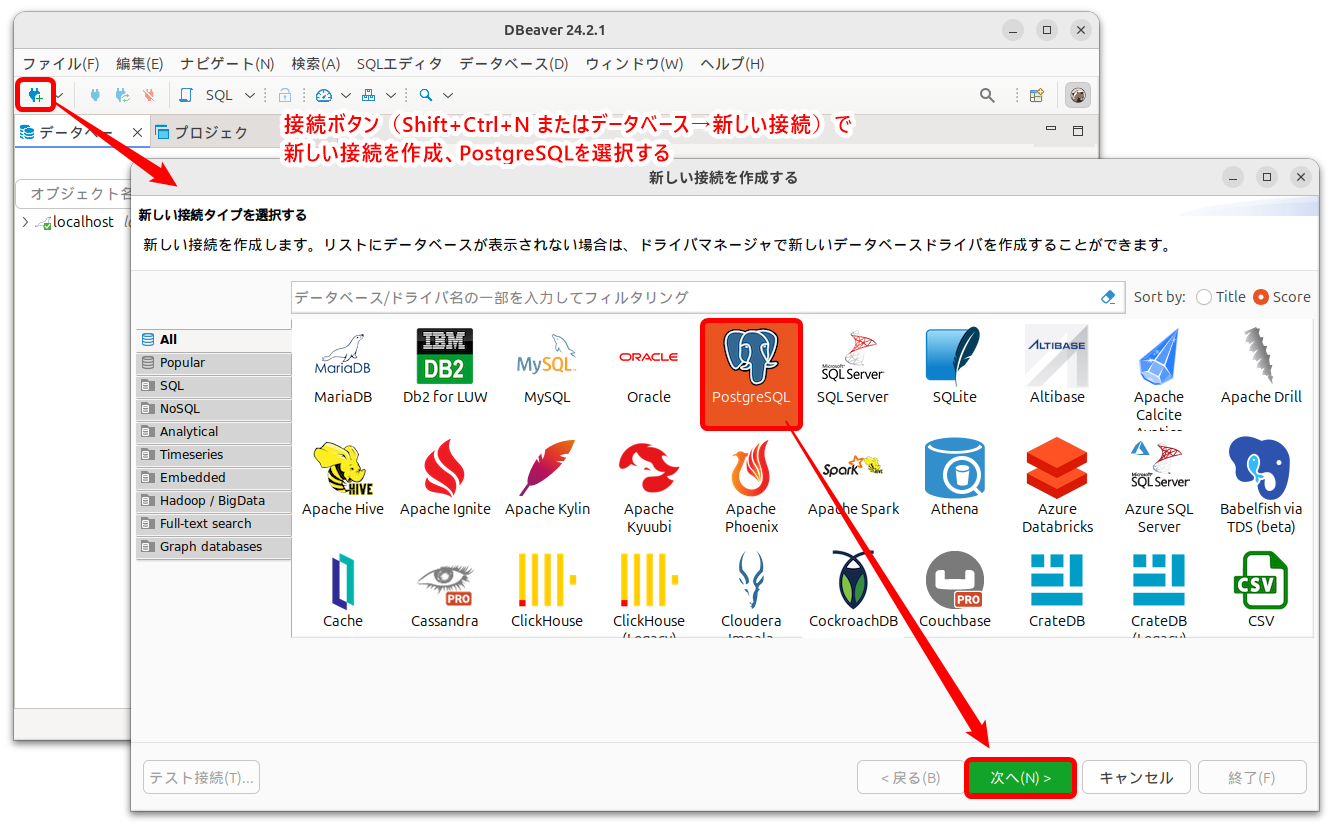 DBeaver 24.2.1
ファイル(F) 編集(E) ナビゲート(N) 検索(A) SQLエディタ データベース(D) ウィンドウ(W) ヘルプ(H)
SQL
データベー プロジェク
接続ボタン（Shift+Ctrl+N またはデータベース→新しい接続）で
新しい接続を作成、PostgreSQLを選択する
オブジェクト名
localhost
新しい接続を作成する
新しい接続タイプを選択する
新しい接続を作成します。リストにデータベースが表示されない場合は、ドライバマネージャで新しいデータベースドライバを作成することができます。
データベース/ドライバ名の一部を入力してフィルタリング
Sort by: Title Score
All
Popular
SQL
NoSQL
Analytical
Timeseries
Embedded
Hadoop / BigData
Full-text search
Graph databases
MariaDB IBM DB2 MySQL ORACLE Microsoft SQL Server ALTIBASE
MariaDB Db2 for LUW MySQL Oracle PostgreSQL SQL Server SQLite Altibase Apache Calcite Avatica Apache Drill
HIVE Spark Microsoft SQL Server
Apache Hive Apache Ignite Apache Kylin Apache Kyuubi Apache Phoenix Apache Spark Athena Azure Databricks Azure SQL Server Babelfish via TDS (beta)
PRO PRO CSV
Cache Cassandra ClickHouse ClickHouse (Legacy) Cloudera Impala CockroachDB Couchbase CrateDB CrateDB (Legacy) CSV
テスト接続(T)... < 戻る(B) 次へ(N) > キャンセル 終了(F)